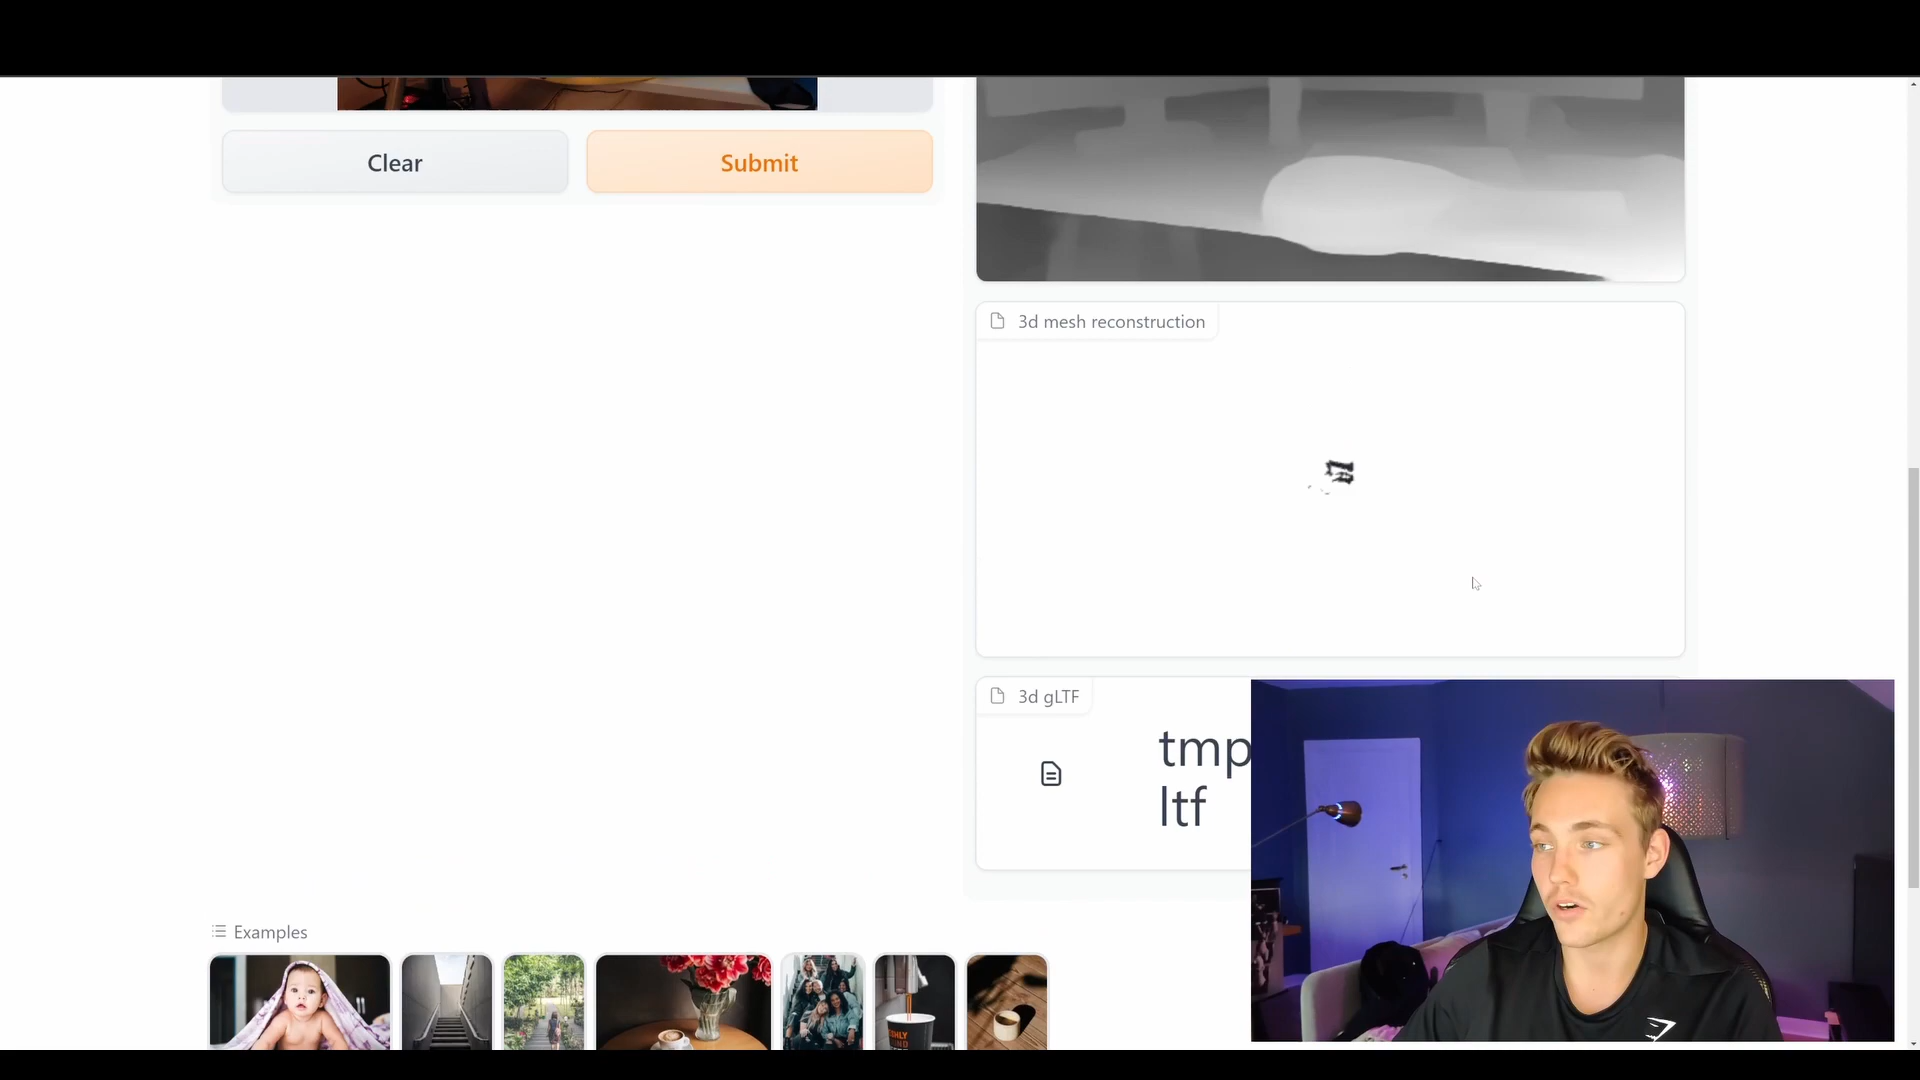 Clear
Submit
3d mesh reconstruction
3d gLTF
tmp
ltf
Examples